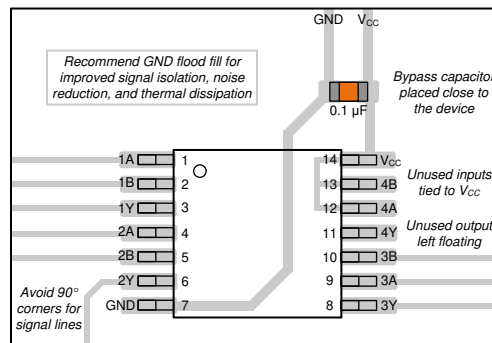 GND VCC
Recommend GND flood fill for
improved signal isolation, noise
reduction, and thermal dissipation
Bypass capacitor
placed close to
the device
0.1 µF
1A 1 14 VCC
Unused inputs
tied to VCC
1B 2 13 4B
1Y 3 12 4A
2A 4 11 4Y
Unused output
left floating
2B 5 10 3B
2Y 6 9 3A
Avoid 90°
corners for
signal lines
GND 7 8 3Y